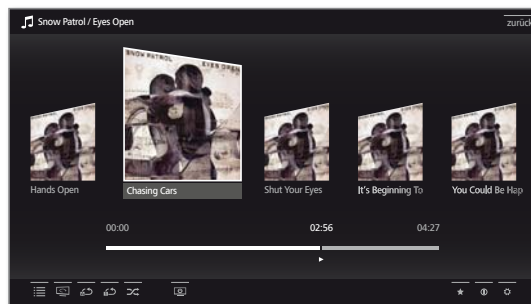 Snow Patrol / Eyes Open
zurück
SNOW PATROL EYES OPEN
Hands Open
Chasing Cars
Shut Your Eyes
It's Beginning To
You Could Be Hap
00:00
02:56
04:27